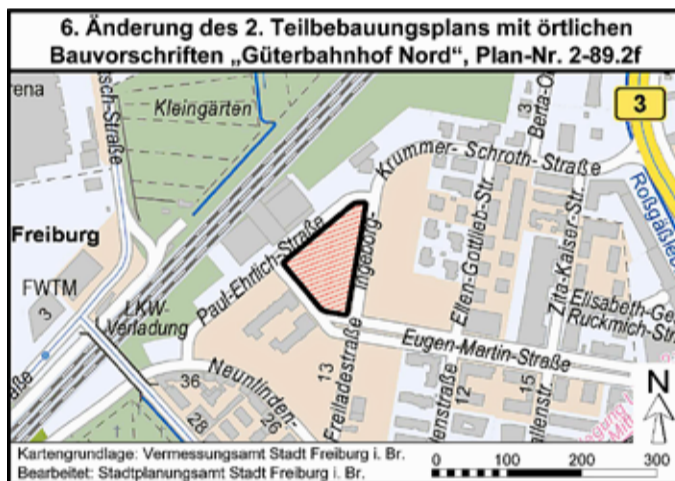 6. Änderung des 2. Teilbebauungsplans mit örtlichen
Bauvorschriften „Güterbahnhof Nord“, Plan-Nr. 2-89.2f
Kleingärten
3
3
Krummer- Schroth- Straße
Freiburg
Paul-Ehrlich-Straße
Ingeborg-
Ellen-Gottlieb-Str.
Zita-Kaiser-Str.
Roßgäßle
FWTM
3
LKW-
Verladung
Elisabeth-Ge
Ruckmich-Str.
Eugen-Martin-Straße
Neunlinden-
Freiladestraße
13
36
28
26
12
15
N
Kartengrundlage: Vermessungsamt Stadt Freiburg i. Br.
Bearbeitet: Stadtplanungsamt Stadt Freiburg i. Br.
0 100 200 300